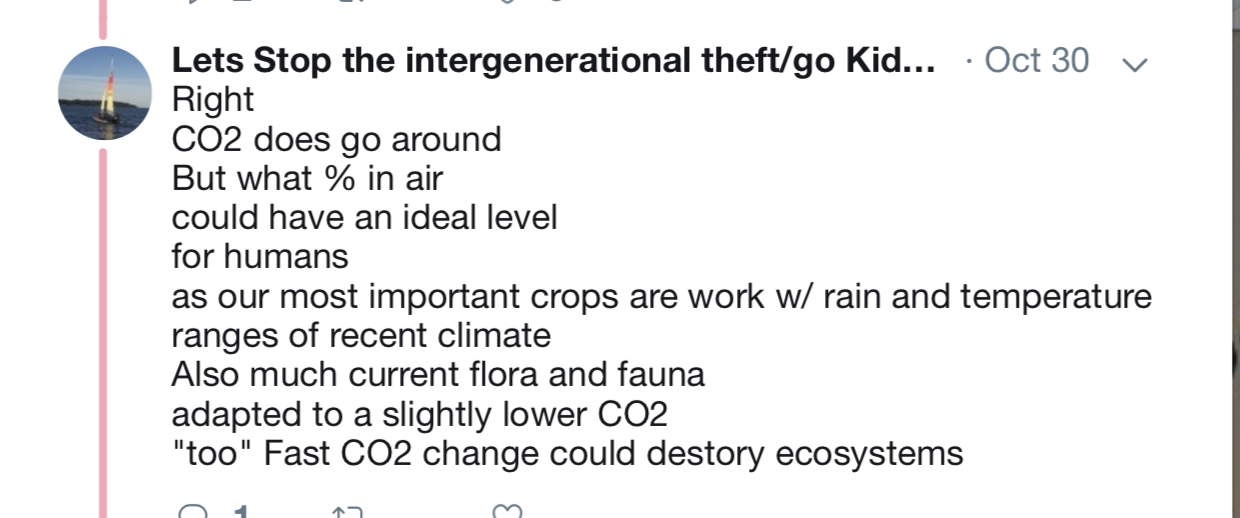 Lets Stop the intergenerational theft/go Kid... · Oct 30
Right
CO2 does go around
But what % in air
could have an ideal level
for humans
as our most important crops are work w/ rain and temperature
ranges of recent climate
Also much current flora and fauna
adapted to a slightly lower CO2
"too" Fast CO2 change could destory ecosystems
1